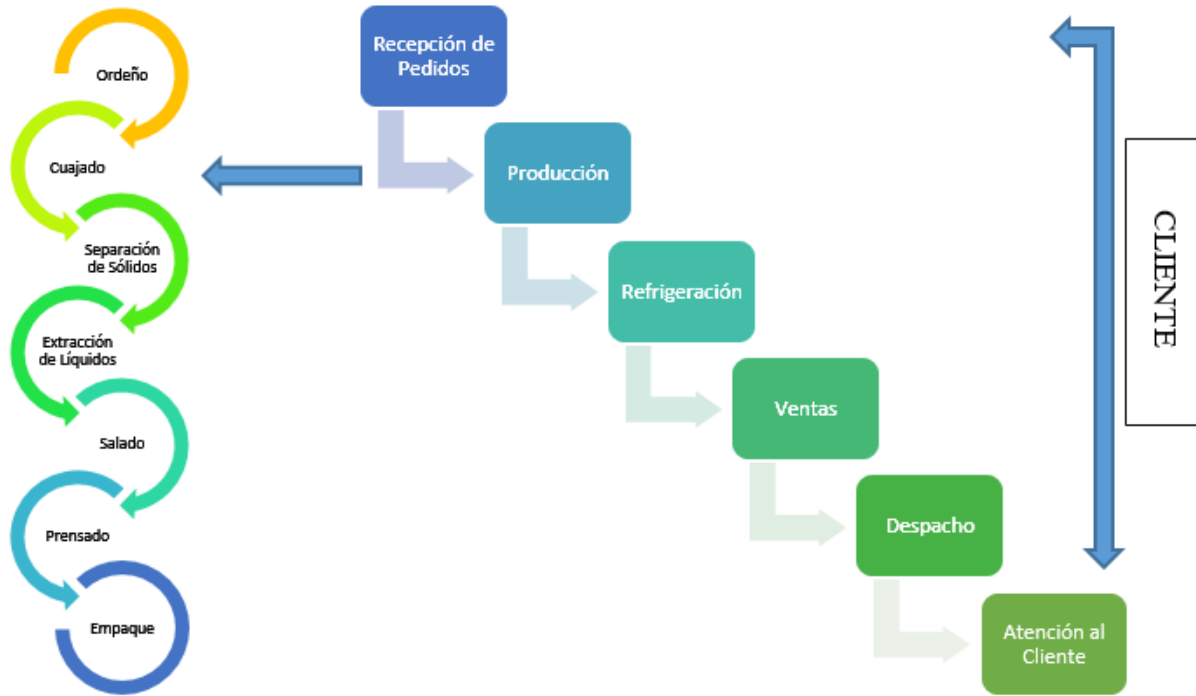 Ordeño
Cuajado
Separación
de Sólidos
Extracción
de Líquidos
Salado
Prensado
Empaque
Recepción de
Pedidos
Producción
Refrigeración
Ventas
Despacho
Atención al
Cliente
CLIENTE